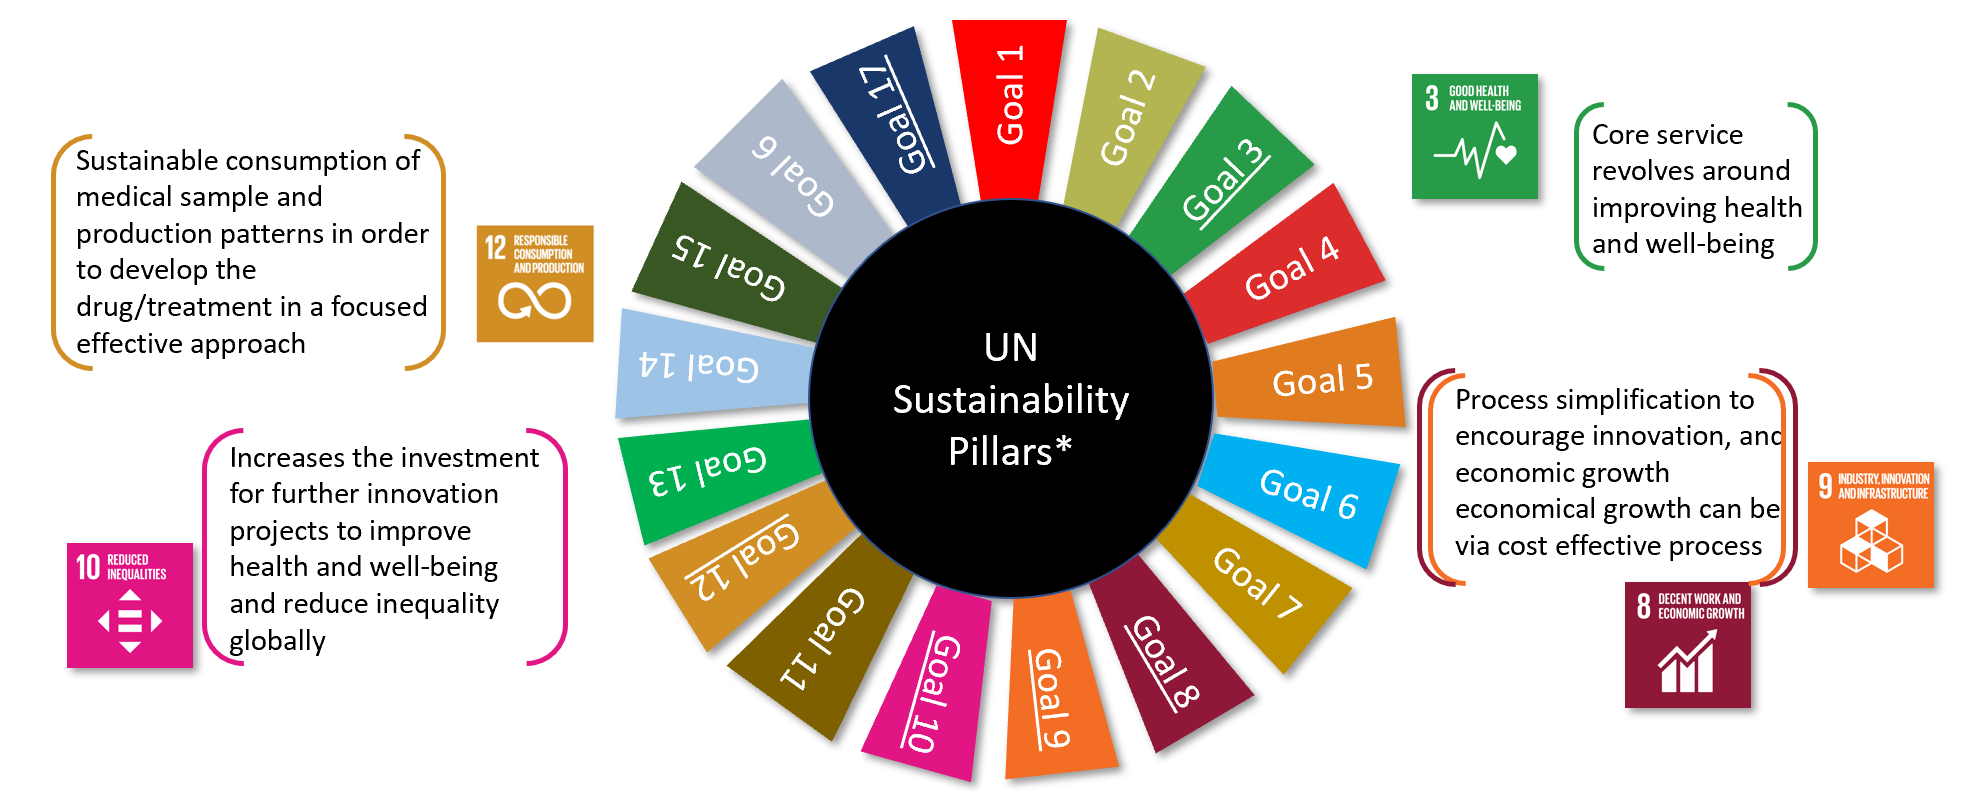 UN
Sustainability
Pillars*
Goal 1
Goal 2
Goal 3
Goal 4
Goal 5
Goal 6
Goal 7
Goal 8
Goal 9
Goal 10
Goal 11
Goal 12
Goal 13
Goal 14
Goal 15
Goal 6
Goal 17
3 GOOD HEALTH
AND WELL-BEING
Core service
revolves around
improving health
and well-being
Process simplification to
encourage innovation, and
economic growth
economical growth can be
via cost effective process
9 INDUSTRY, INNOVATION
AND INFRASTRUCTURE
8 DECENT WORK AND
ECONOMIC GROWTH
Sustainable consumption of
medical sample and
production patterns in order
to develop the
drug/treatment in a focused
effective approach
12 RESPONSIBLE
CONSUMPTION
AND PRODUCTION
Increases the investment
for further innovation
projects to improve
health and well-being
and reduce inequality
globally
10 REDUCED
INEQUALITIES